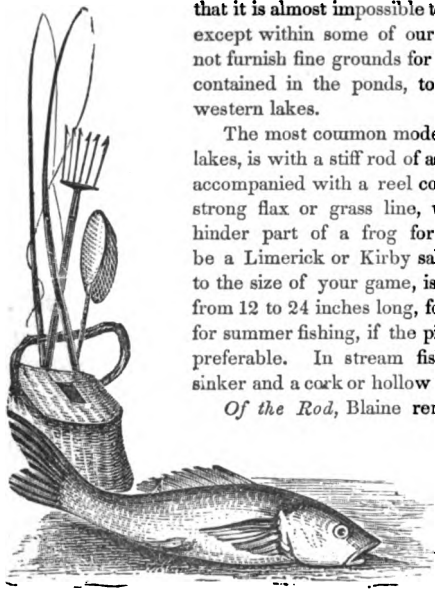 that it is almost impossible t
except within some of our
not furnish fine grounds for
contained in the ponds, to
western lakes.
The most common mode
lakes, is with a stiff rod of a
accompanied with a reel co
strong flax or grass line,
hinder part of a frog for
be a Limerick or Kirby sa
to the size of your game, is
from 12 to 24 inches long, fo
for summer fishing, if the pi
preferable. In stream fis
sinker and a cork or hollow
Of the Rod, Blaine re